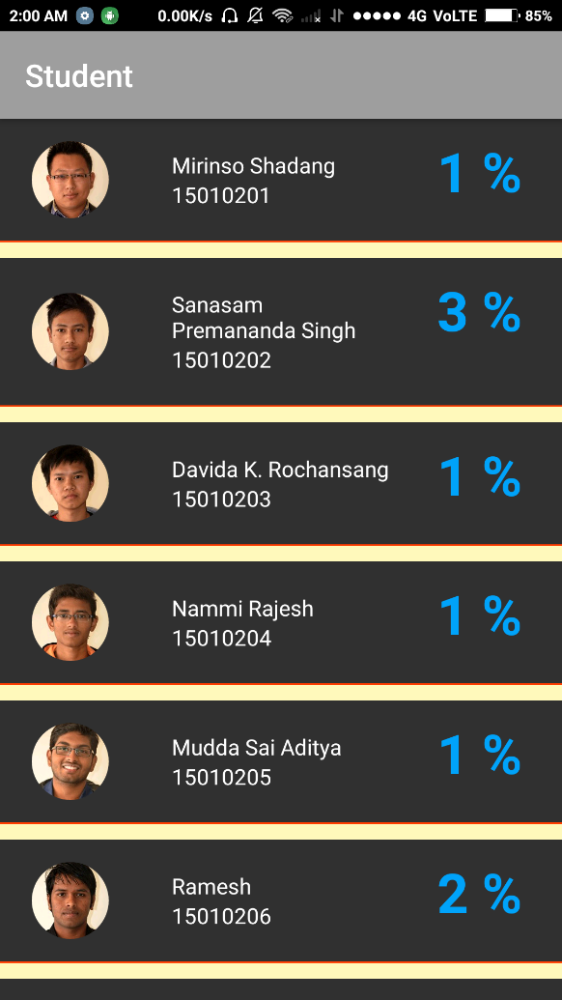 2:00 AM 0.00K/s 4G VoLTE 85%
Student
Mirinso Shadang
15010201
1 %
Sanasam
Premananda Singh
15010202
3 %
Davida K. Rochansang
15010203
1 %
Nammi Rajesh
15010204
1 %
Mudda Sai Aditya
15010205
1 %
Ramesh
15010206
2 %